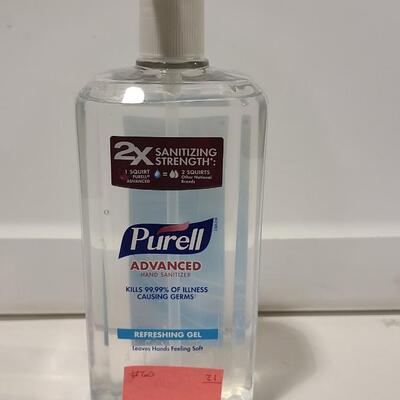 2X SANITIZING
STRENGTH*:
1 SQUIRT
PURELL®
ADVANCED
=
2 SQUIRTS
Other National
Brands
Purell
ADVANCED
HAND SANITIZER
KILLS 99.99% OF ILLNESS
CAUSING GERMS
REFRESHING GEL
Leaves Hands Feeling Soft
21